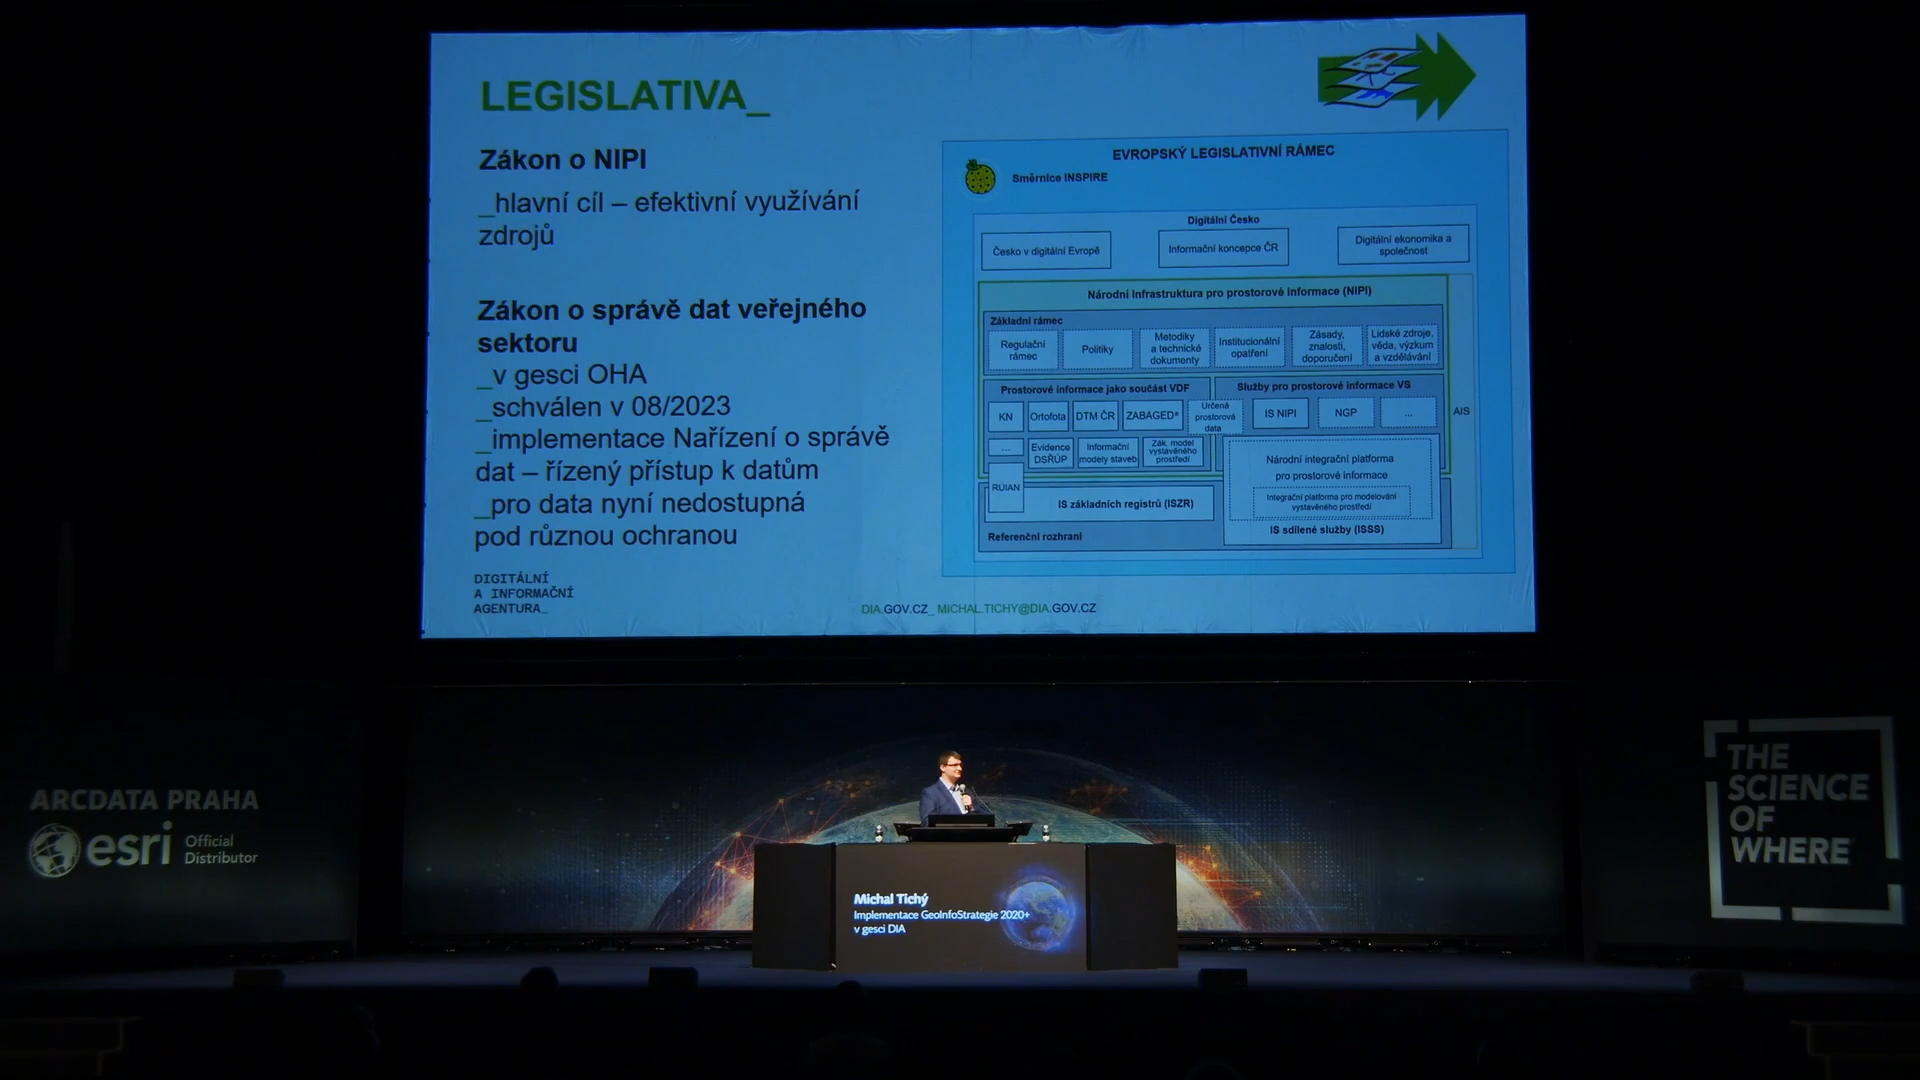 LEGISLATIVA_
Zákon o NIPI
_hlavní cíl – efektivní využívání
zdrojů
Zákon o správě dat veřejného
sektoru
_v gesci OHA
_schválen v 08/2023
_implementace Nařízení o správě
dat – řízený přístup k datům
_pro data nyní nedostupná
pod různou ochranou
DIGITÁLNÍ
A INFORMAČNÍ
AGENTURA_
DIA.GOV.CZ_ MICHAL.TICHY@DIA.GOV.CZ
EVROPSKÝ LEGISLATIVNÍ RÁMEC
Směrnice INSPIRE
Digitální Česko
Česko v digitální Evropě
Informační koncepce ČR
Digitální ekonomika a
společnost
Národní infrastruktura pro prostorové informace (NIPI)
Základní rámec
Regulační
rámec
Politiky
Metodiky
a technické
dokumenty
Institucionální
opatření
Zásady,
znalosti,
doporučení
Lidské zdroje,
věda, výzkum
a vzdělávání
Prostorové informace jako součást VDF
KN
Ortofota
DTM ČR
ZABAGED®
Určená
prostorová
data
...
Evidence
DSŘÚP
Informační
modely staveb
Zák. model
vystavěného
prostředí
Služby pro prostorové informace VS
IS NIPI
NGP
...
AIS
Národní integrační platforma
pro prostorové informace
Integrační platforma pro modelování
vystavěného prostředí
IS sdílené služby (ISSS)
RÚIAN
IS základních registrů (ISZR)
Referenční rozhraní
ARCDATA PRAHA
esri Official
Distributor
Michal Tichý
Implementace GeoInfoStrategie 2020+
v gesci DIA
THE
SCIENCE
OF
WHERE